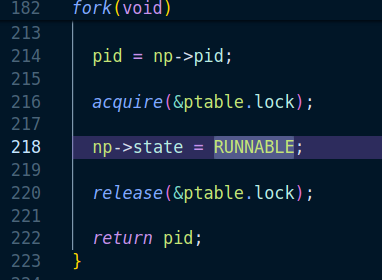 182 fork(void)
213
214 pid = np->pid;
215
216 acquire(&ptable.lock);
217
218 np->state = RUNNABLE;
219
220 release(&ptable.lock);
221
222 return pid;
223 }